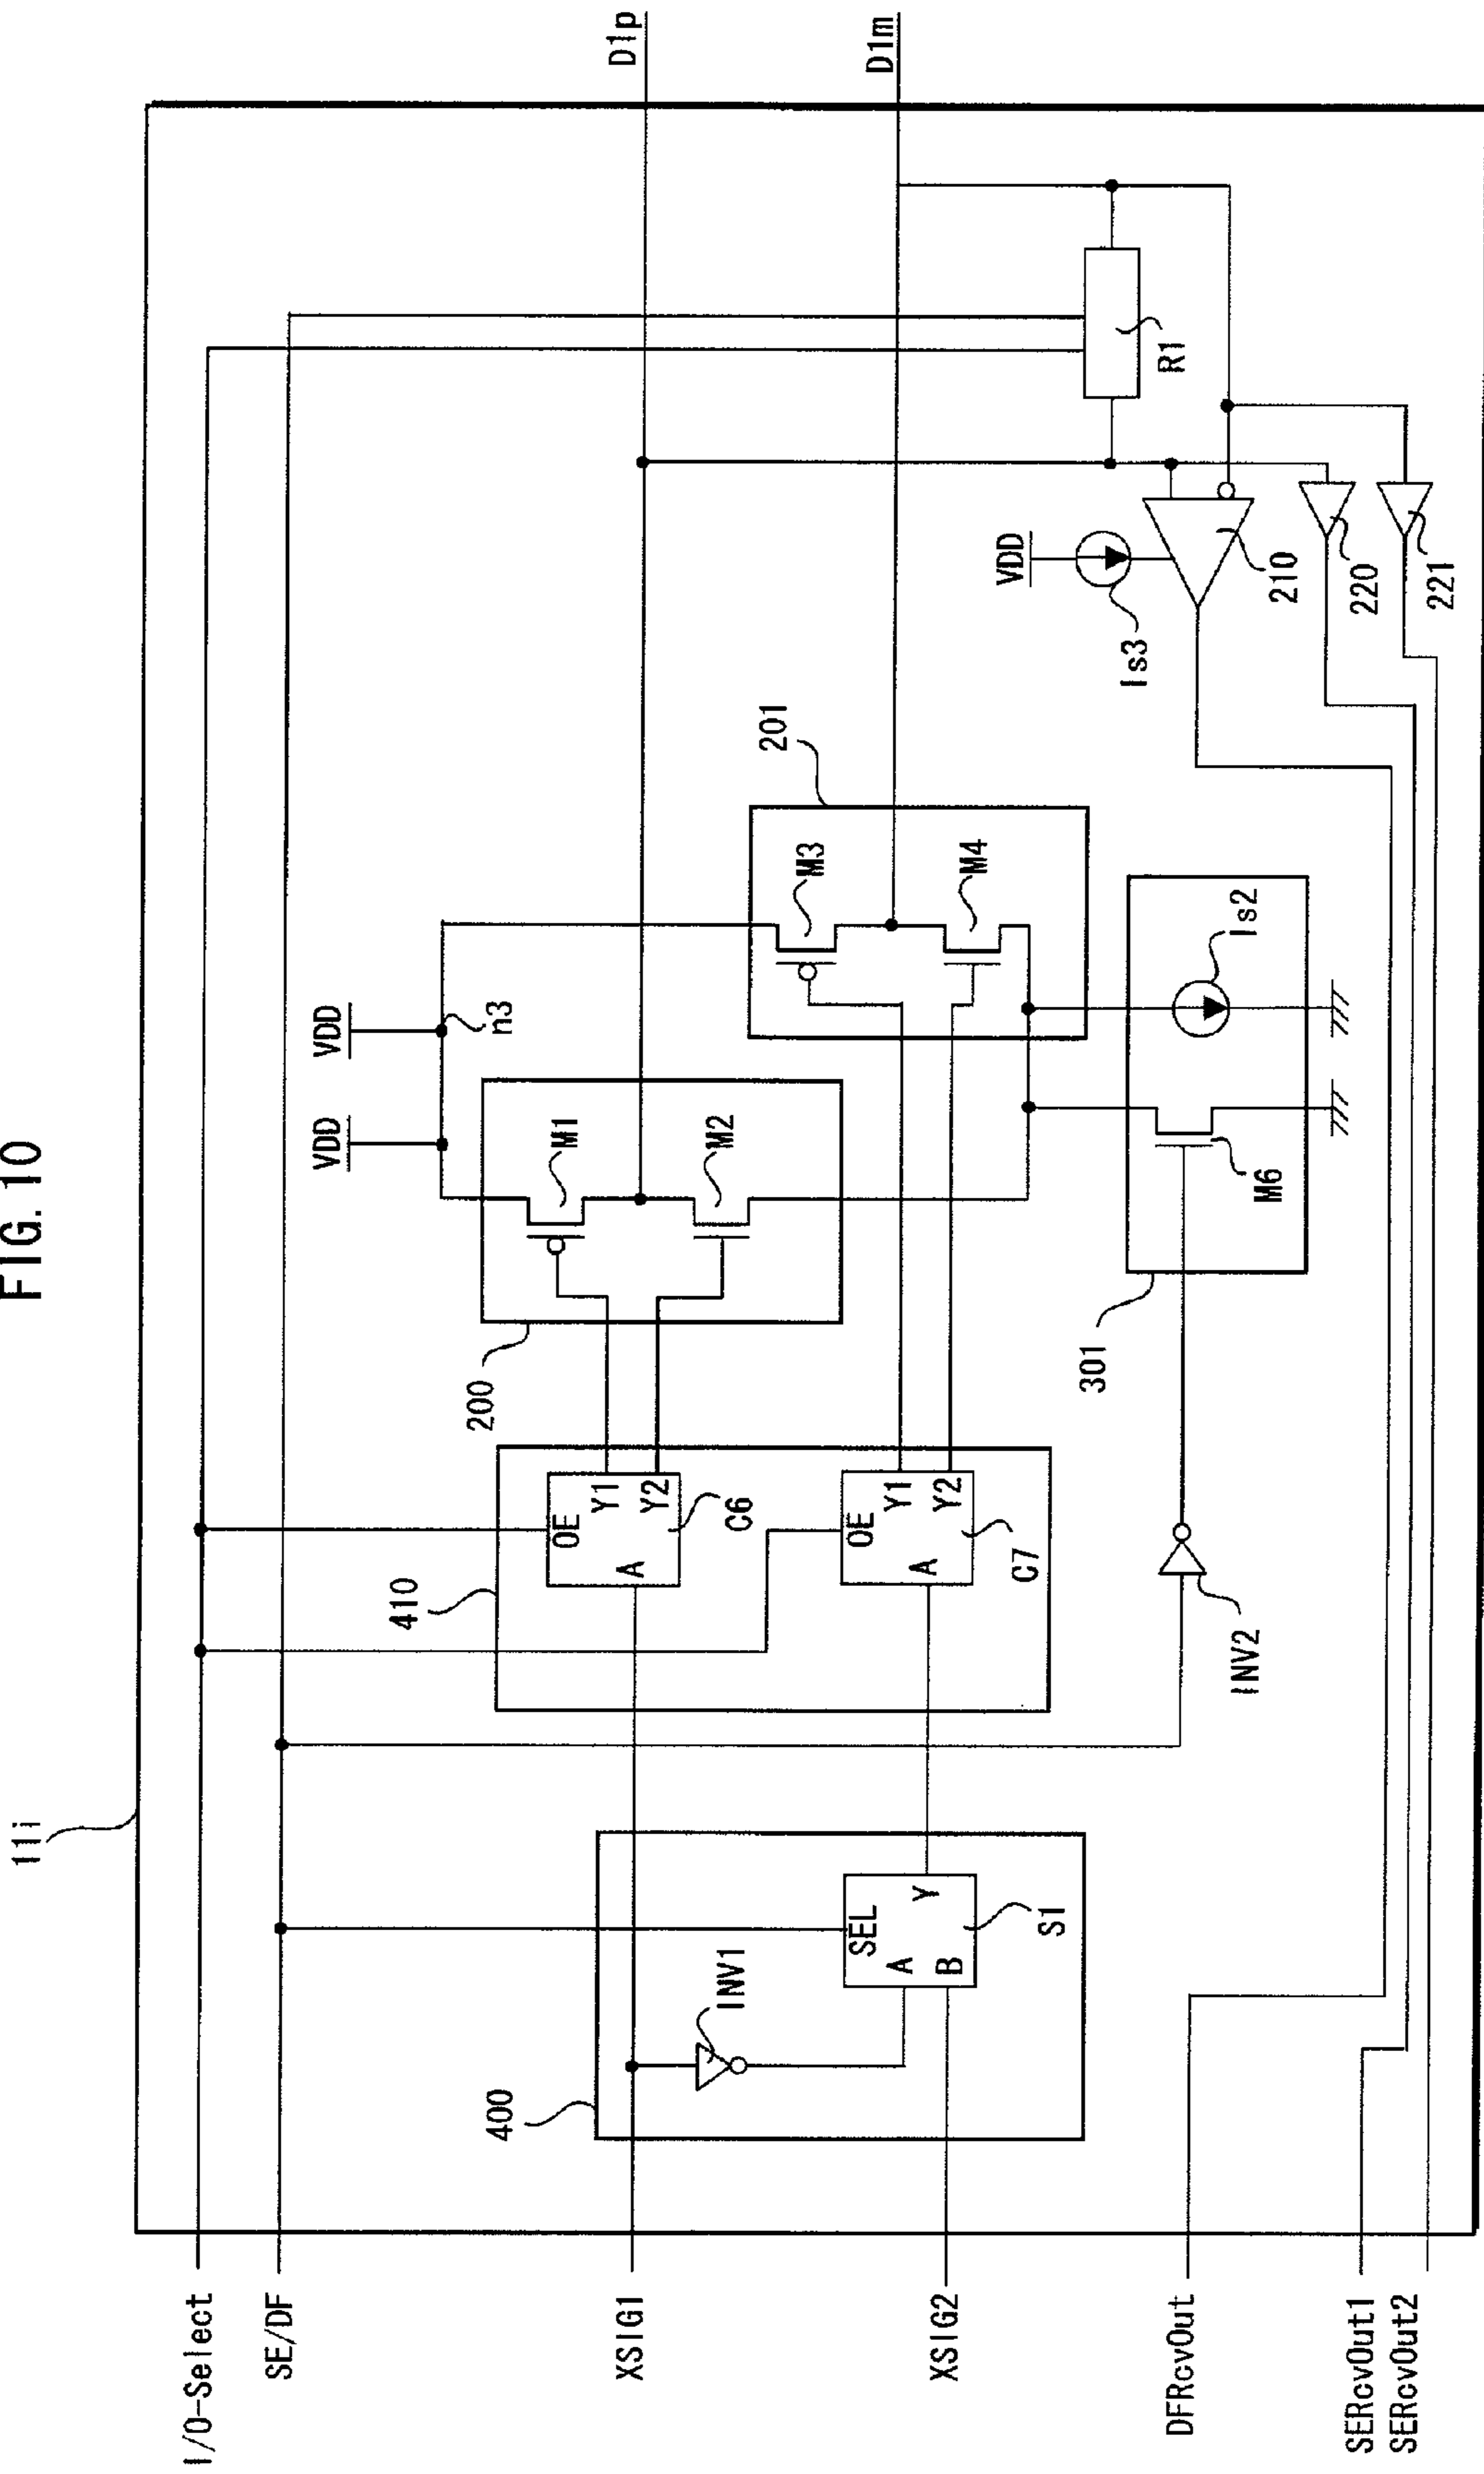 FIG. 10
11i
I/O-Select
SE/DF
XSIG1
XSIG2
DFRcvOut
SERcvOut1
SERcvOut2
400
INV1
SEL
A
B
Y
S1
410
OE
A
Y1
Y2
C6
OE
A
Y1
Y2
C7
INV2
200
M1
M2
VDD
VDD
n3
201
M3
M4
301
M6
Is2
VDD
Is3
210
220
221
R1
D1p
D1m